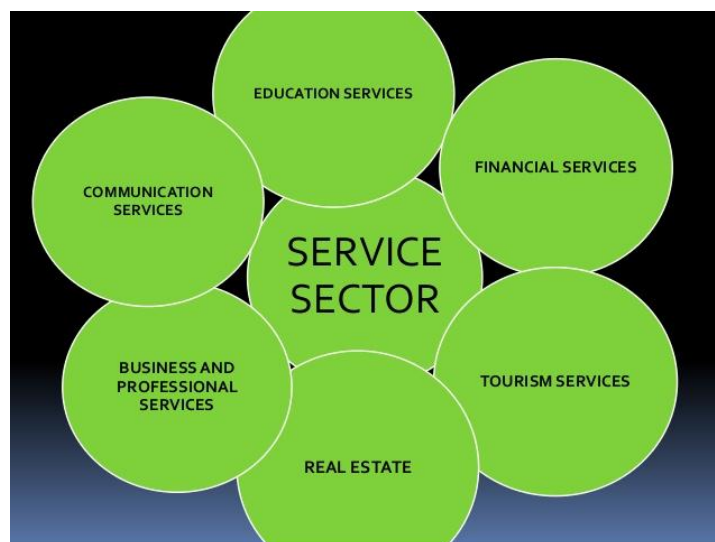 EDUCATION SERVICES
FINANCIAL SERVICES
COMMUNICATION
SERVICES
SERVICE
SECTOR
BUSINESS AND
PROFESSIONAL
SERVICES
TOURISM SERVICES
REAL ESTATE